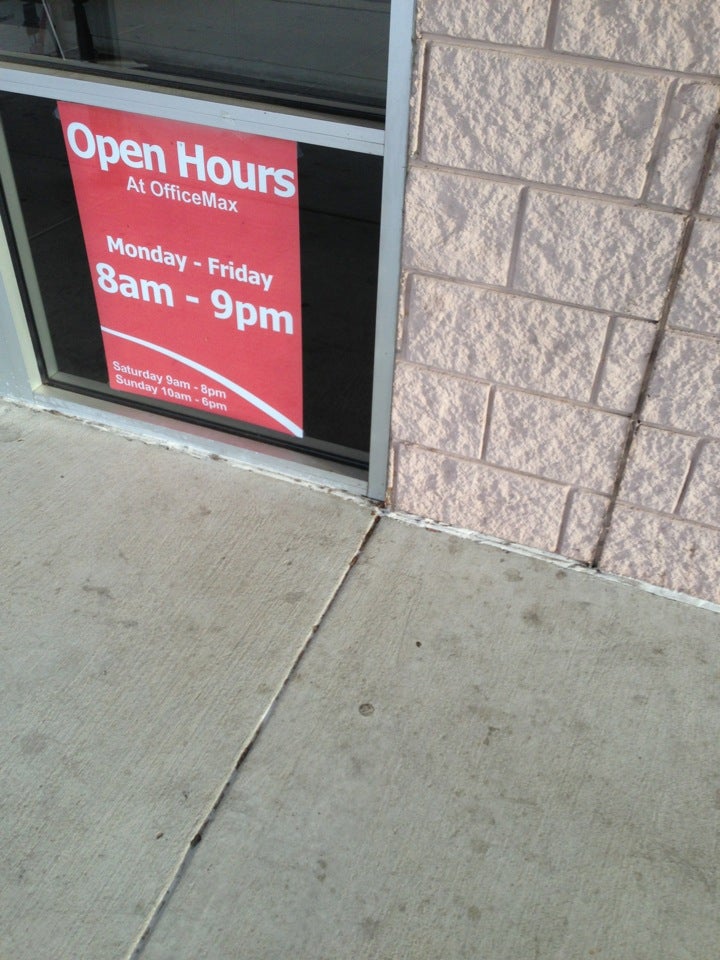 Open Hours
At OfficeMax
Monday - Friday
8am - 9pm
Saturday 9am - 8pm
Sunday 10am - 6pm